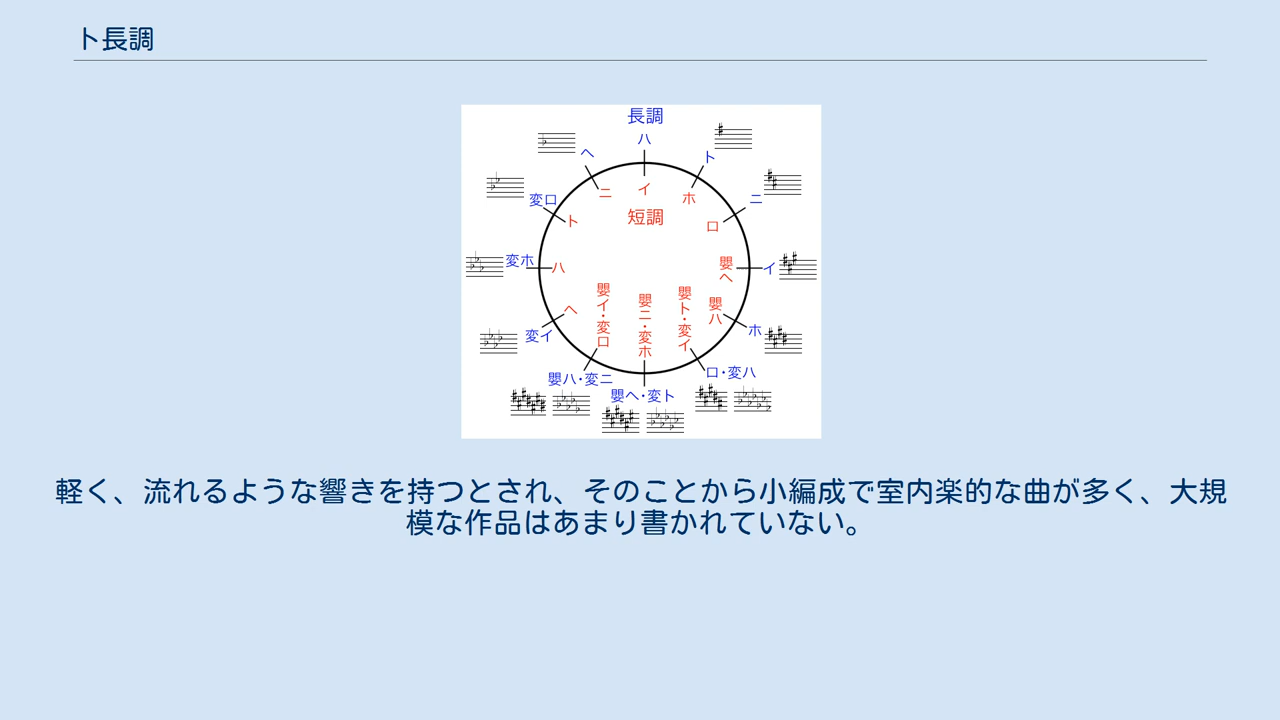 ト長調
長調
ハ
ヘ
ト
変ロ
ニ
ニ
イ
ホ
短調
ト
ロ
変ホ
ハ
嬰ヘ
イ
変イ
ヘ
嬰イ・変ロ
嬰ニ・変ホ
嬰ト・変イ
嬰ハ
ホ
嬰ハ・変ニ
嬰ヘ・変ト
ロ・変ハ
軽く、流れるような響きを持つとされ、そのことから小編成で室内楽的な曲が多く、大規
模な作品はあまり書かれていない。